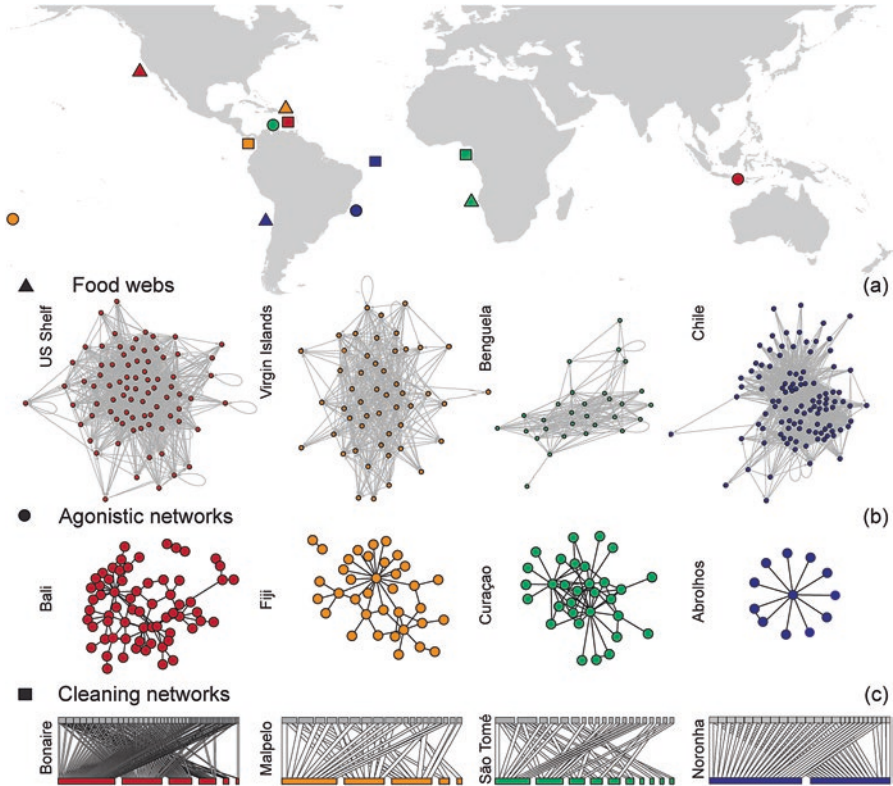 Food webs
(a)
US Shelf
Virgin Islands
Benguela
Chile
Agonistic networks
(b)
Bali
Fiji
Curaçao
Abrolhos
Cleaning networks
(c)
Bonaire
Malpelo
São Tomé
Noronha